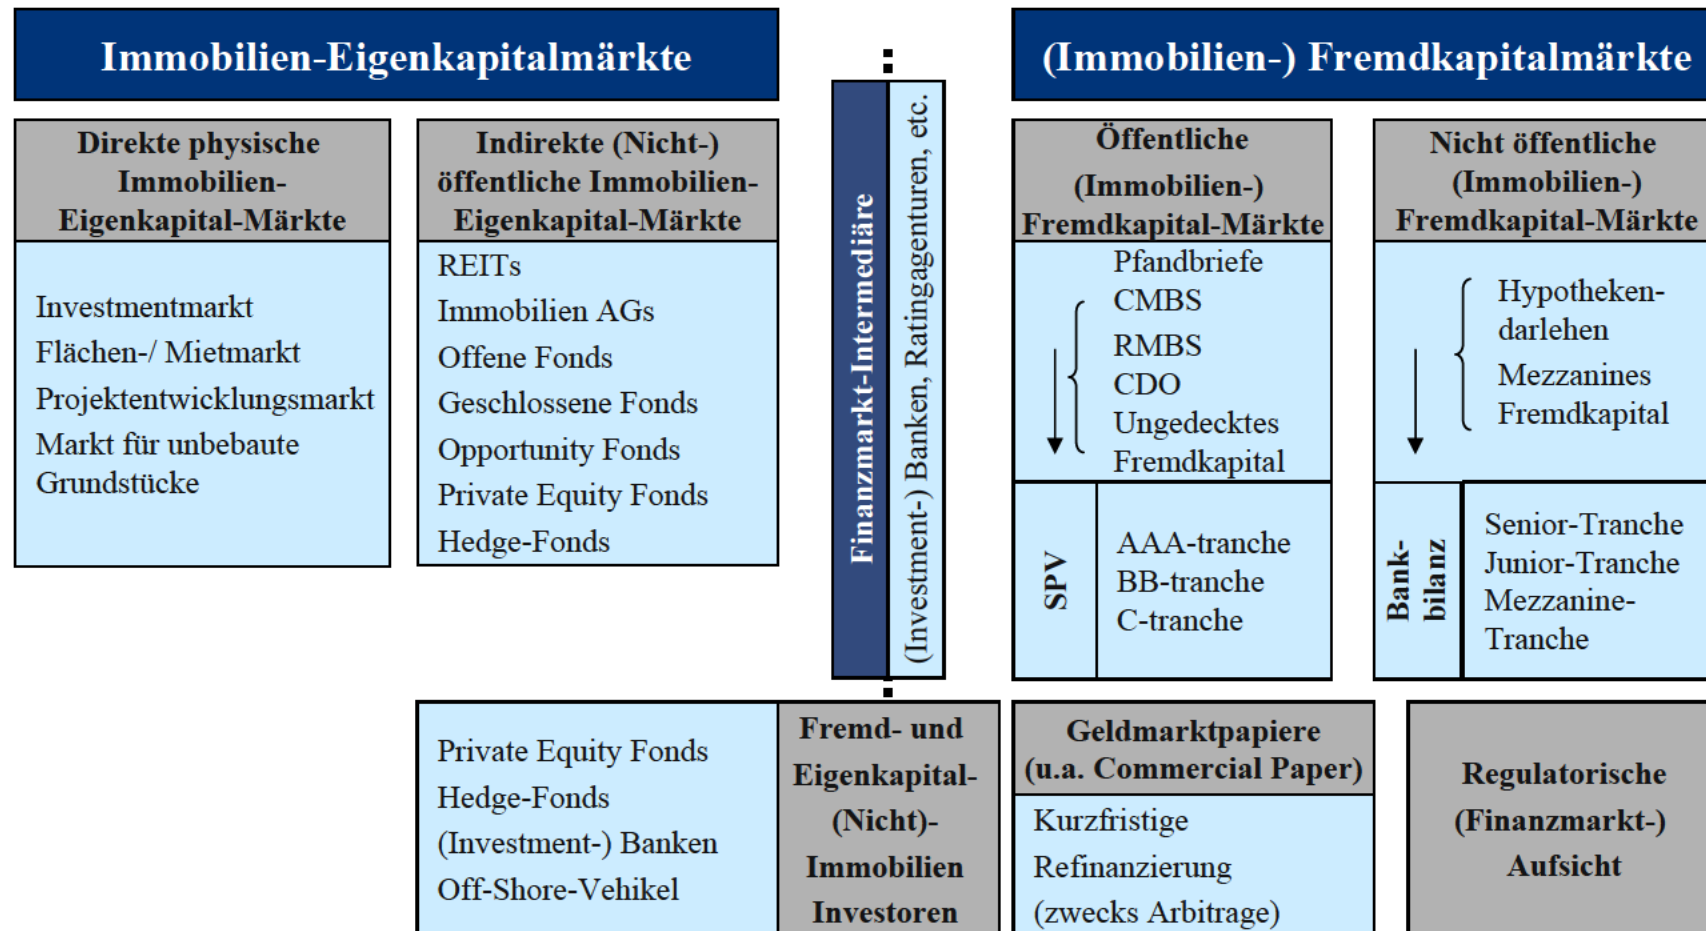 Immobilien-Eigenkapitalmärkte
Direkte physische
Immobilien-
Eigenkapital-Märkte
Investmentmarkt
Flächen-/ Mietmarkt
Projektentwicklungsmarkt
Markt für unbebaute
Grundstücke
Indirekte (Nicht-)
öffentliche Immobilien-
Eigenkapital-Märkte
REITs
Immobilien AGs
Offene Fonds
Geschlossene Fonds
Opportunity Fonds
Private Equity Fonds
Hedge-Fonds
Finanzmarkt-Intermediäre
(Investment-) Banken, Ratingagenturen, etc.
(Immobilien-) Fremdkapitalmärkte
Öffentliche
(Immobilien-)
Fremdkapital-Märkte
Pfandbriefe
CMBS
RMBS
CDO
Ungedecktes
Fremdkapital
SPV
AAA-tranche
BB-tranche
C-tranche
Nicht öffentliche
(Immobilien-)
Fremdkapital-Märkte
Hypotheken-
darlehen
Mezzanines
Fremdkapital
Bank-
bilanz
Senior-Tranche
Junior-Tranche
Mezzanine-
Tranche
Private Equity Fonds
Hedge-Fonds
(Investment-) Banken
Off-Shore-Vehikel
Fremd- und
Eigenkapital-
(Nicht)-
Immobilien
Investoren
Geldmarktpapiere
(u.a. Commercial Paper)
Kurzfristige
Refinanzierung
(zwecks Arbitrage)
Regulatorische
(Finanzmarkt-)
Aufsicht